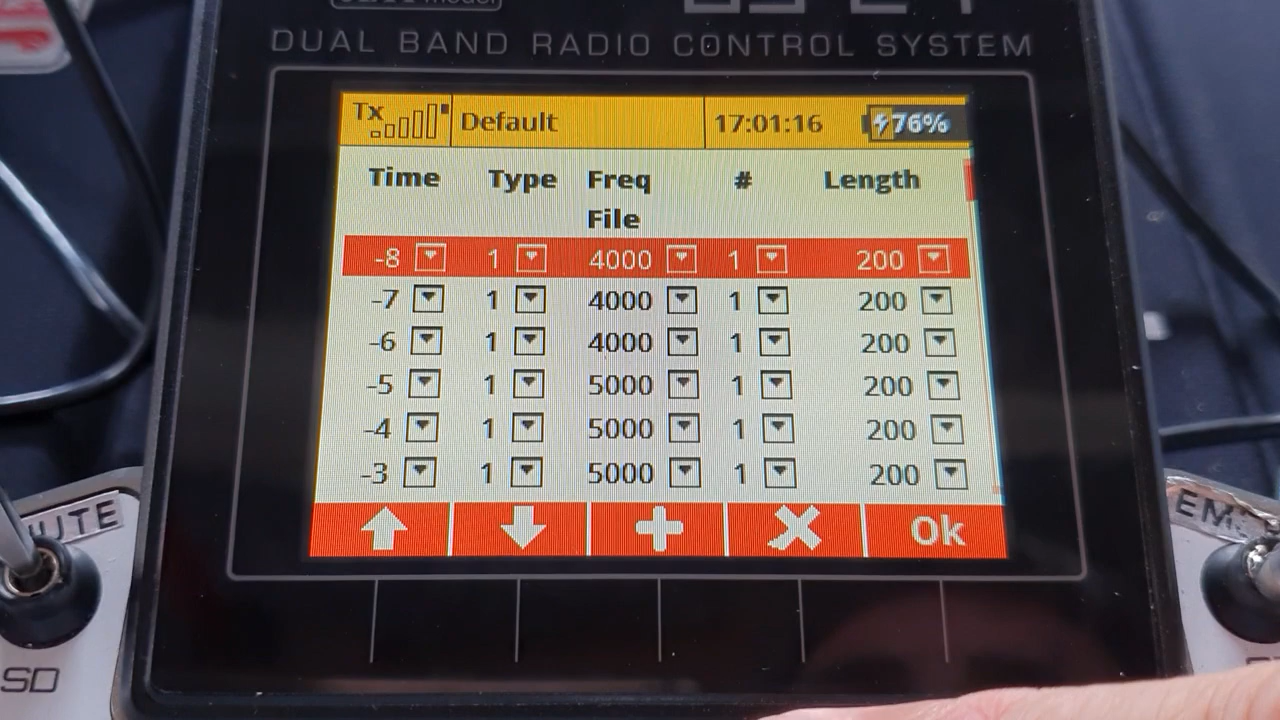 DUAL BAND RADIO CONTROL SYSTEM
Tx Default 17:01:16 76%
Time Type Freq # Length
File
-8 1 4000 1 200
-7 1 4000 1 200
-6 1 4000 1 200
-5 1 5000 1 200
-4 1 5000 1 200
-3 1 5000 1 200
Ok
SD